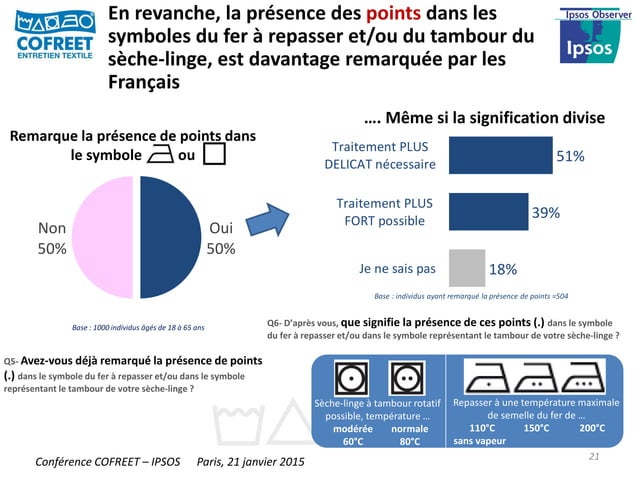 COFREET
ENTRETIEN TEXTILE
En revanche, la présence des points dans les
symboles du fer à repasser et/ou du tambour du
sèche-linge, est davantage remarquée par les
Français
Ipsos Observer
Ipsos
Remarque la présence de points dans
le symbole ou
Non
50%
Oui
50%
…. Même si la signification divise
Traitement PLUS
DELICAT nécessaire
51%
Traitement PLUS
FORT possible
39%
Je ne sais pas
18%
Base : individus ayant remarqué la présence de points =504
Base : 1000 individus âgés de 18 à 65 ans
Q6- D’après vous, que signifie la présence de ces points (.) dans le symbole
du fer à repasser et/ou dans le symbole représentant le tambour de votre sèche-linge ?
Q5- Avez-vous déjà remarqué la présence de points
(.) dans le symbole du fer à repasser et/ou dans le symbole
représentant le tambour de votre sèche-linge ?
Sèche-linge à tambour rotatif
possible, température …
modérée normale
60°C 80°C
Repasser à une température maximale
de semelle du fer de …
110°C 150°C 200°C
sans vapeur
Conférence COFREET – IPSOS Paris, 21 janvier 2015
21